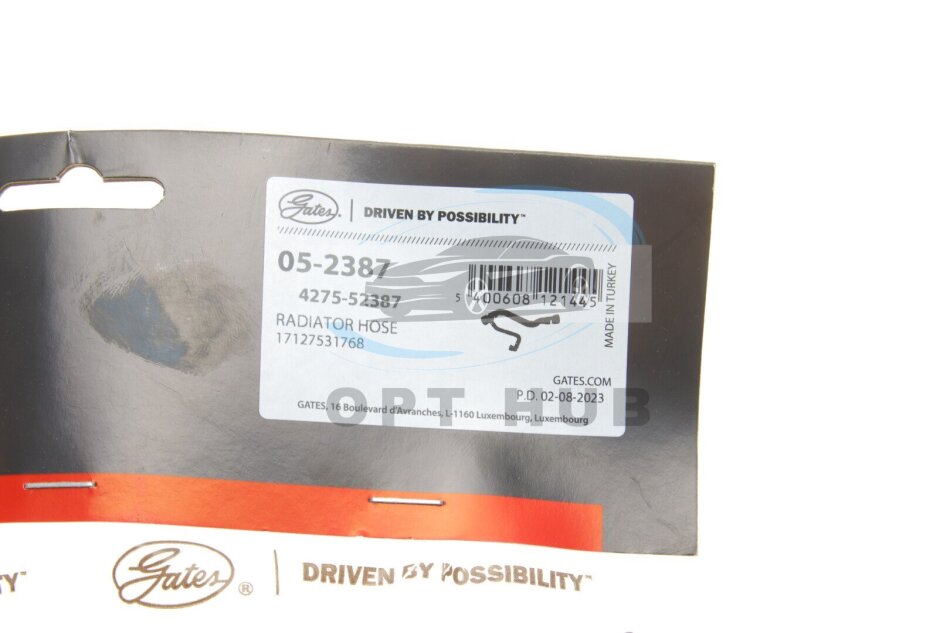 Gates. | DRIVEN BY POSSIBILITY™
05-2387
4275-52387
RADIATOR HOSE
17127531768
5 400608 121445
MADE IN TURKEY
GATES.COM
P.D. 02-08-2023
GATES, 16 Boulevard d'Avranches, L-1160 Luxembourg, Luxembourg
OPT HUB
TY™ Gates® | DRIVEN BY POSSIBILITY™